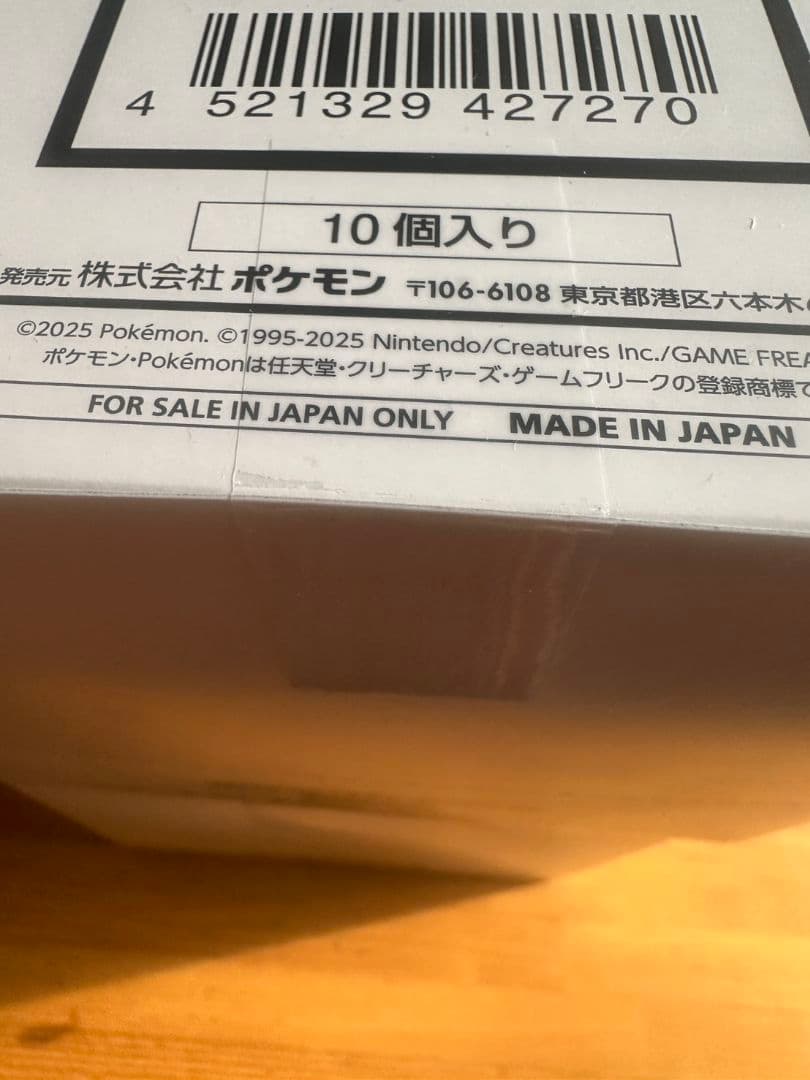 4 521329 427270
10個入り
発売元 株式会社 ポケモン 〒106-6108 東京都港区六本木
©2025 Pokémon. ©1995-2025 Nintendo/Creatures Inc./GAME FREA
ポケモン・Pokémonは任天堂・クリーチャーズ・ゲームフリークの登録商標で
FOR SALE IN JAPAN ONLY MADE IN JAPAN